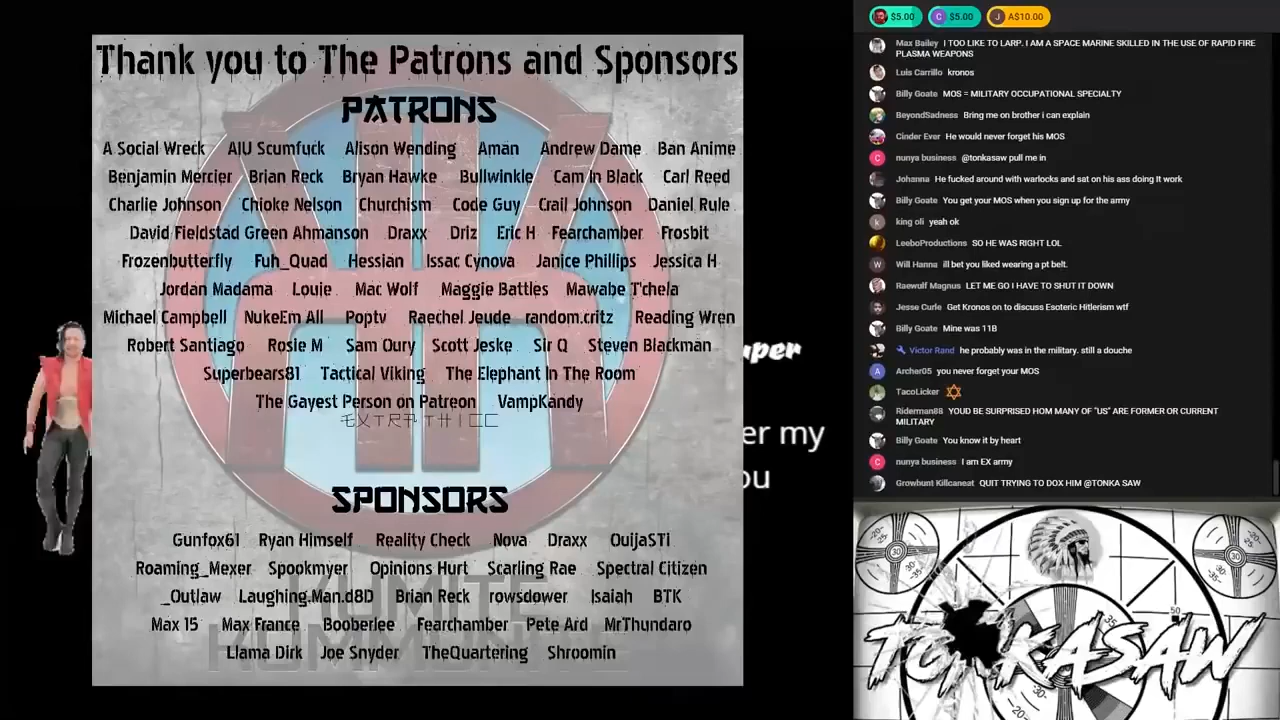 Thank you to The Patrons and Sponsors
PATRONS
A Social Wreck AIU Scumfuck Alison Wending Aman Andrew Dame Ban Anime
Benjamin Mercier Brian Reck Bryan Hawke Bullwinkle Cam In Black Carl Reed
Charlie Johnson Chioke Nelson Churchism Code Guy Crail Johnson Daniel Rule
David Fieldstad Green Ahmanson Draxx Driz Eric H Fearchamber Frosbit
Frozenbutterfly Fuh_Quad Hessian Issac Cynova Janice Phillips Jessica H
Jordan Madama Louie Mac Wolf Maggie Battles Mawabe T'chela
Michael Campbell NukeEm All Poptv Raechel Jeude random.critz Reading Wren
Robert Santiago Rosie M Sam Oury Scott Jeske Sir Q Steven Blackman
Superbears81 Tactical Viking The Elephant In The Room
The Gayest Person on Patreon VampKandy
SPONSORS
Gunfox61 Ryan Himself Reality Check Nova Draxx OuijaSTi
Roaming_Mexer Spookmyer Opinions Hurt Scarling Rae Spectral Citizen
_Outlaw Laughing.Man.d8D Brian Reck rowsdower Isaiah BTK
Max 15 Max France Booberlee Fearchamber Pete Ard MrThundaro
Llama Dirk Joe Snyder TheQuartering Shroomin
KUMITE
er my
ou
$5.00 C $5.00 J A$10.00
Max Bailey I TOO LIKE TO LARP. I AM A SPACE MARINE SKILLED IN THE USE OF RAPID FIRE
PLASMA WEAPONS
Luis Carrillo kronos
Billy Goate MOS = MILITARY OCCUPATIONAL SPECIALTY
BeyondSadness Bring me on brother i can explain
Cinder Ever He would never forget his MOS
C nunya business @tonkasaw pull me in
Johanna He fucked around with warlocks and sat on his ass doing It work
Billy Goate You get your MOS when you sign up for the army
k king oli yeah ok
LeeboProductions SO HE WAS RIGHT LOL
W Will Hanna ill bet you liked wearing a pt belt.
Raewulf Magnus LET ME GO I HAVE TO SHUT IT DOWN
Jesse Curle Get Kronos on to discuss Esoteric Hitlerism wtf
Billy Goate Mine was 11B
Victor Rand he probably was in the military. still a douche
A Archer05 you never forget your MOS
TacoLicker
Riderman88 YOUD BE SURPRISED HOM MANY OF "US" ARE FORMER OR CURRENT
MILITARY
Billy Goate You know it by heart
C nunya business I am EX army
Growhunt Killcaneat QUIT TRYING TO DOX HIM @TONKA SAW
TONKASAW